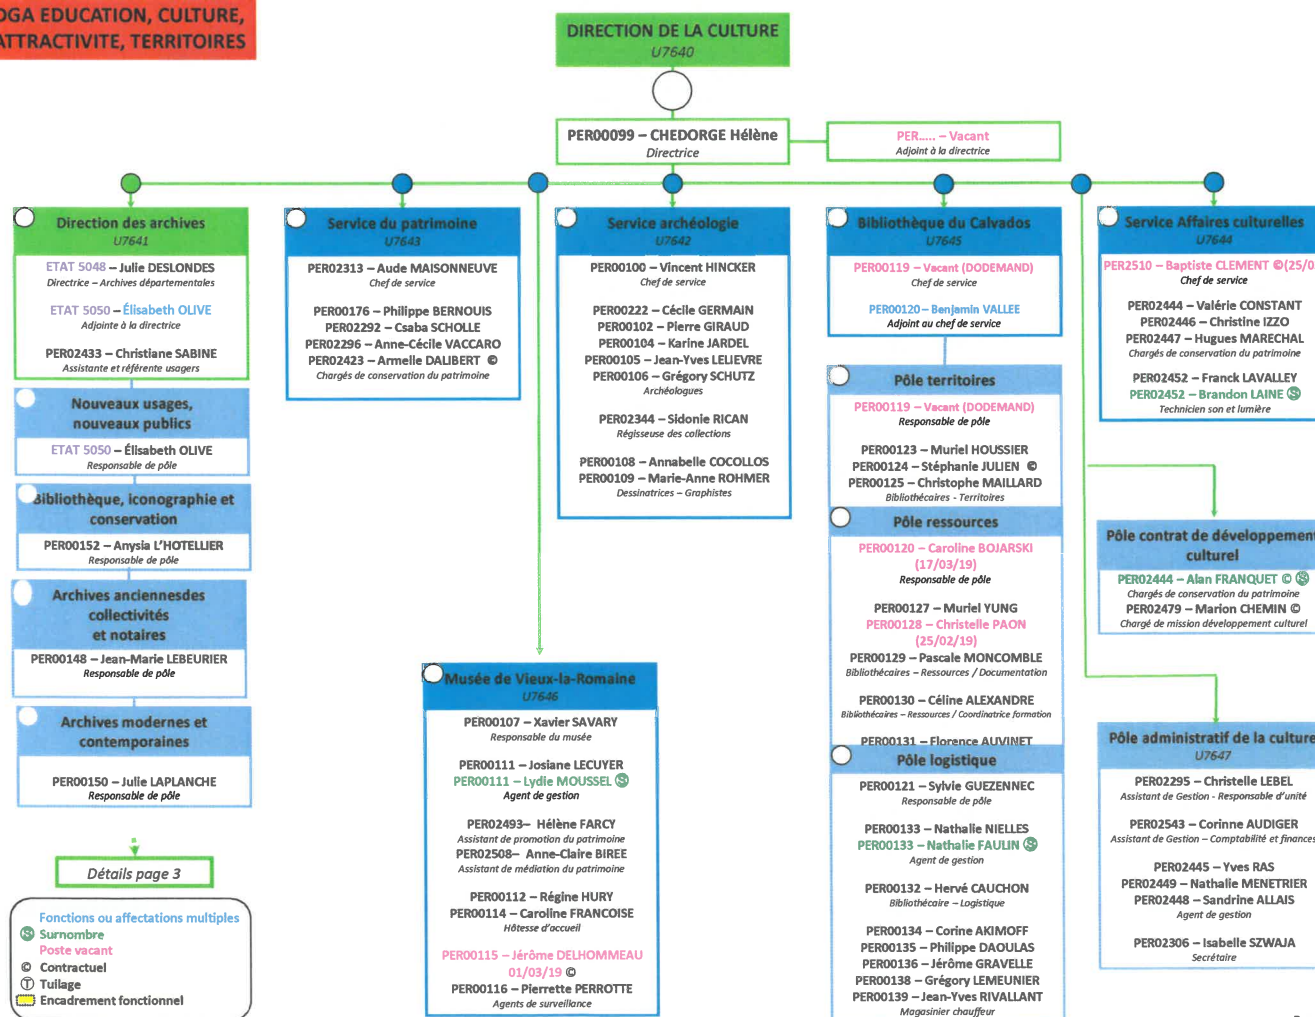 DGA EDUCATION, CULTURE,
ATTRACTIVITE, TERRITOIRES
DIRECTION DE LA CULTURE
U7640
PER00099 – CHEDORGE Hélène
Directrice
PER..... – Vacant
Adjoint à la directrice
Direction des archives
U7641
ETAT 5048 – Julie DESLONDES
Directrice – Archives départementales
ETAT 5050 – Élisabeth OLIVE
Adjointe à la directrice
PER02433 – Christiane SABINE
Assistante et référente usagers
Nouveaux usages,
nouveaux publics
ETAT 5050 – Élisabeth OLIVE
Responsable de pôle
Bibliothèque, iconographie et
conservation
PER00152 – Anysia L'HOTELLIER
Responsable de pôle
Archives anciennesdes
collectivités
et notaires
PER00148 – Jean-Marie LEBEURIER
Responsable de pôle
Archives modernes et
contemporaines
PER00150 – Julie LAPLANCHE
Responsable de pôle
Détails page 3
Fonctions ou affectations multiples
Ⓢ Surnombre
Poste vacant
© Contractuel
Ⓣ Tuilage
Encadrement fonctionnel
Service du patrimoine
U7643
PER02313 – Aude MAISONNEUVE
Chef de service
PER00176 – Philippe BERNOUIS
PER02292 – Csaba SCHOLLE
PER02296 – Anne-Cécile VACCARO
PER02423 – Armelle DALIBERT ©
Chargés de conservation du patrimoine
Service archéologie
U7642
PER00100 – Vincent HINCKER
Chef de service
PER00222 – Cécile GERMAIN
PER00102 – Pierre GIRAUD
PER00104 – Karine JARDEL
PER00105 – Jean-Yves LELIEVRE
PER00106 – Grégory SCHUTZ
Archéologues
PER02344 – Sidonie RICAN
Régisseuse des collections
PER00108 – Annabelle COCOLLOS
PER00109 – Marie-Anne ROHMER
Dessinatrices – Graphistes
Musée de Vieux-la-Romaine
U7646
PER00107 – Xavier SAVARY
Responsable du musée
PER00111 – Josiane LECUYER
PER00111 – Lydie MOUSSEL Ⓢ
Agent de gestion
PER02493– Hélène FARCY
Assistant de promotion du patrimoine
PER02508– Anne-Claire BIREE
Assistant de médiation du patrimoine
PER00112 – Régine HURY
PER00114 – Caroline FRANCOISE
Hôtesse d'accueil
PER00115 – Jérôme DELHOMMEAU
01/03/19 ©
PER00116 – Pierrette PERROTTE
Agents de surveillance
Bibliothèque du Calvados
U7645
PER00119 – Vacant (DODEMAND)
Chef de service
PER00120– Benjamin VALLEE
Adjoint au chef de service
Pôle territoires
PER00119 – Vacant (DODEMAND)
Responsable de pôle
PER00123 – Muriel HOUSSIER
PER00124 – Stéphanie JULIEN ©
PER00125 – Christophe MAILLARD
Bibliothécaires - Territoires
Pôle ressources
PER00120 – Caroline BOJARSKI
(17/03/19)
Responsable de pôle
PER00127 – Muriel YUNG
PER00128 – Christelle PAON
(25/02/19)
PER00129 – Pascale MONCOMBLE
Bibliothécaires – Ressources / Documentation
PER00130 – Céline ALEXANDRE
Bibliothécaires – Ressources / Coordinatrice formation
PER00131 – Florence AUVINET
Pôle logistique
PER00121 – Sylvie GUEZENNEC
Responsable de pôle
PER00133 – Nathalie NIELLES
PER00133 – Nathalie FAULIN Ⓢ
Agent de gestion
PER00132 – Hervé CAUCHON
Bibliothécaire – Logistique
PER00134 – Corine AKIMOFF
PER00135 – Philippe DAOULAS
PER00136 – Jérôme GRAVELLE
PER00138 – Grégory LEMEUNIER
PER00139 – Jean-Yves RIVALLANT
Magasinier chauffeur
Service Affaires culturelles
U7644
PER2510 – Baptiste CLEMENT ©(25/0
Chef de service
PER02444 – Valérie CONSTANT
PER02446 – Christine IZZO
PER02447 – Hugues MARECHAL
Chargés de conservation du patrimoine
PER02452 – Franck LAVALLEY
PER02452 – Brandon LAINE Ⓢ
Technicien son et lumière
Pôle contrat de développement
culturel
PER02444 – Alan FRANQUET © Ⓢ
Chargés de conservation du patrimoine
PER02479 – Marion CHEMIN ©
Chargé de mission développement culturel
Pôle administratif de la culture
U7647
PER02295 – Christelle LEBEL
Assistant de Gestion - Responsable d'unité
PER02543 – Corinne AUDIGER
Assistant de Gestion – Comptabilité et finances
PER02445 – Yves RAS
PER02449 – Nathalie MENETRIER
PER02448 – Sandrine ALLAIS
Agent de gestion
PER02306 – Isabelle SZWAJA
Secrétaire